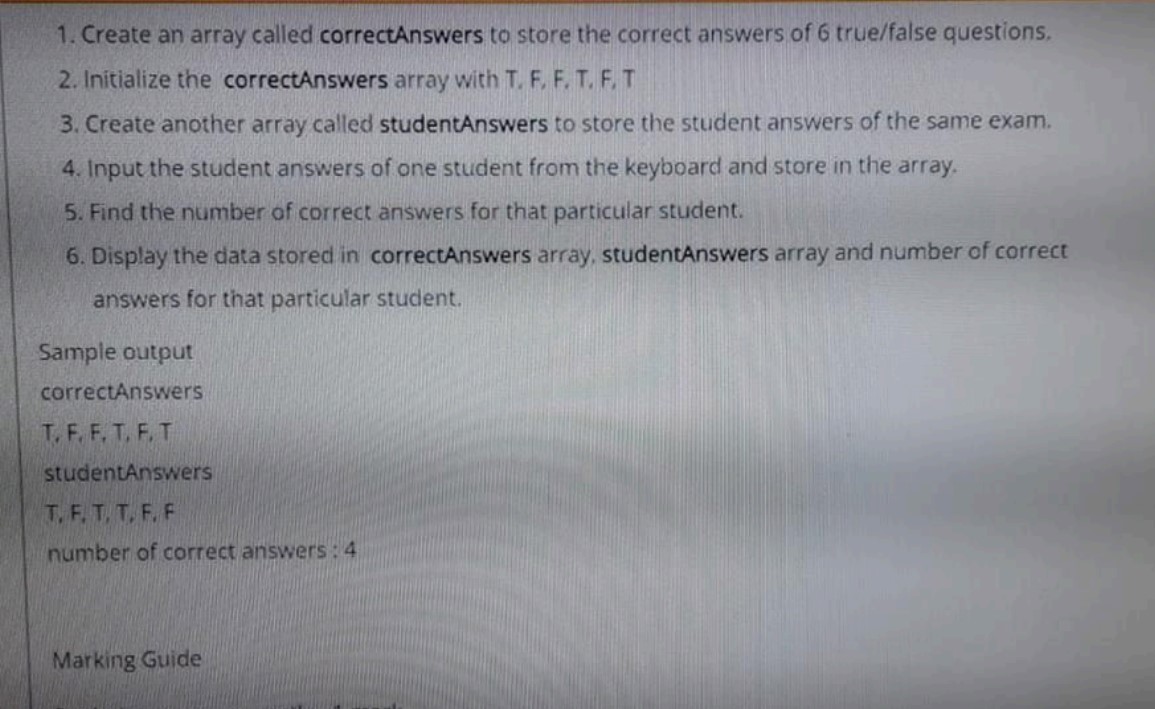 1. Create an array called correctAnswers to store the correct answers of 6 true/false questions.
2. Initialize the correctAnswers array with T, F, F, T, F, T
3. Create another array called studentAnswers to store the student answers of the same exam.
4. Input the student answers of one student from the keyboard and store in the array.
5. Find the number of correct answers for that particular student.
6. Display the data stored in correctAnswers array, studentAnswers array and number of correct
answers for that particular student.
Sample output
correctAnswers
T, F, F, T, F, T
studentAnswers
T, F, T, T, F, F
number of correct answers : 4
Marking Guide